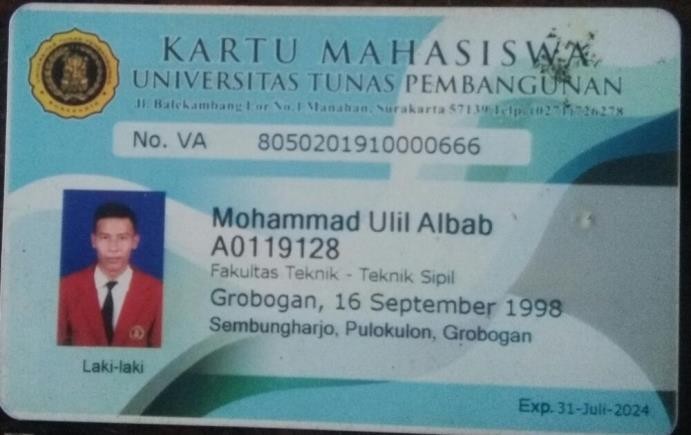 KARTU MAHASISWA
UNIVERSITAS TUNAS PEMBANGUNAN
Jl. Balekambang Lor No.1 Manahan, Surakarta 57139 Telp. (0271) 726278
No. VA 8050201910000666
Mohammad Ulil Albab
A0119128
Fakultas Teknik - Teknik Sipil
Grobogan, 16 September 1998
Sembungharjo, Pulokulon, Grobogan
Laki-laki
Exp. 31-Juli-2024